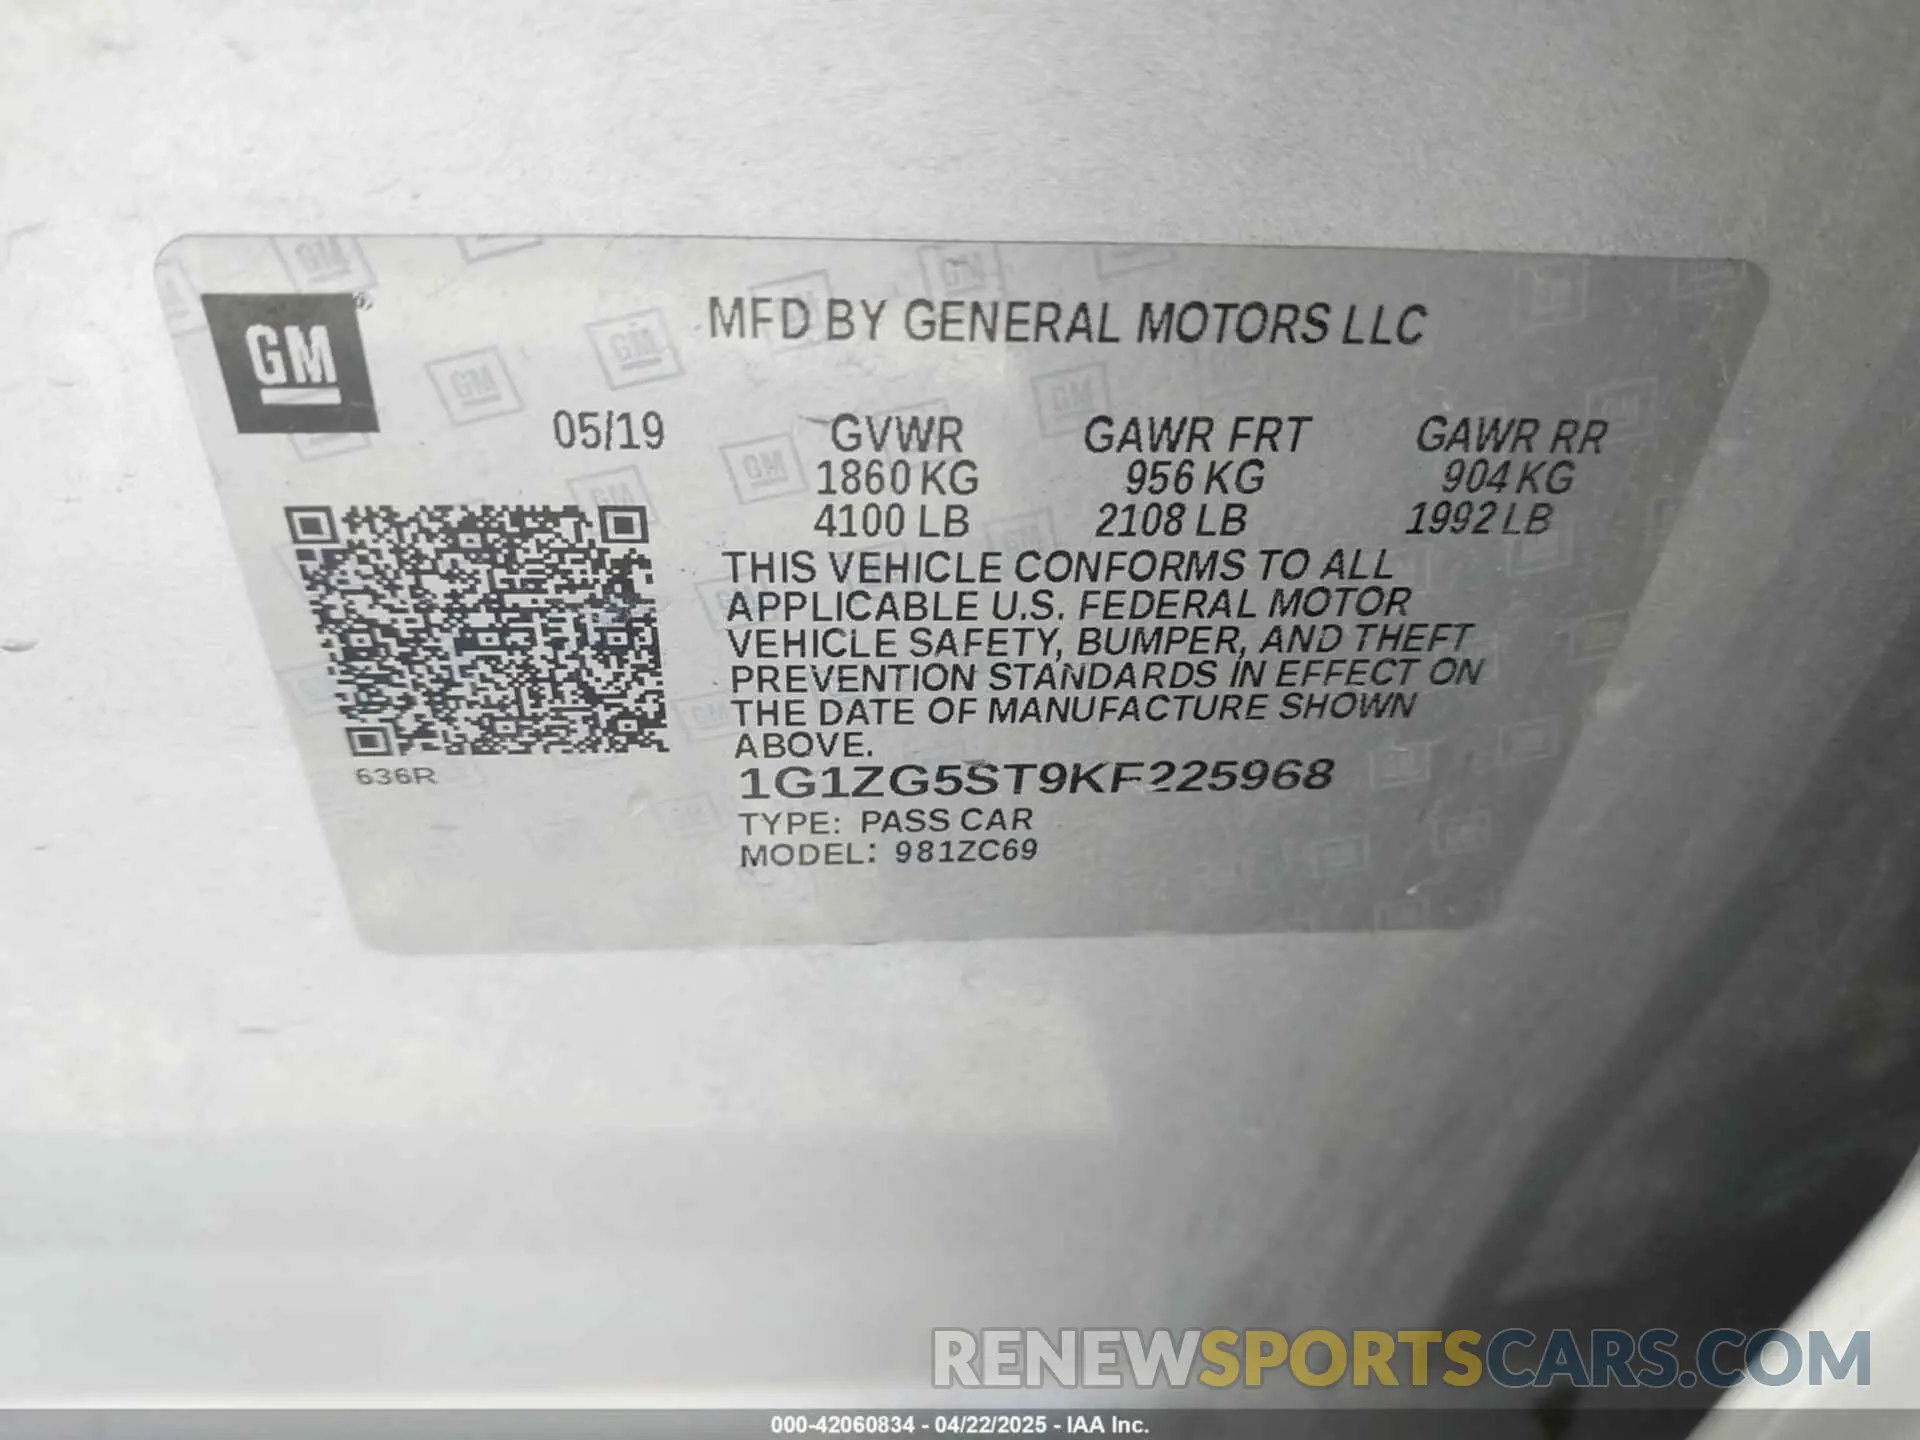 GM
MFD BY GENERAL MOTORS LLC
05/19 GVWR GAWR FRT GAWR RR
1860 KG 956 KG 904 KG
4100 LB 2108 LB 1992 LB
THIS VEHICLE CONFORMS TO ALL
APPLICABLE U.S. FEDERAL MOTOR
VEHICLE SAFETY, BUMPER, AND THEFT
PREVENTION STANDARDS IN EFFECT ON
THE DATE OF MANUFACTURE SHOWN
ABOVE.
636R
1G1ZG5ST9KF225968
TYPE: PASS CAR
MODEL: 981ZC69
RENEWSPORTSCARS.COM
000-42060834 - 04/22/2025 - IAA Inc.